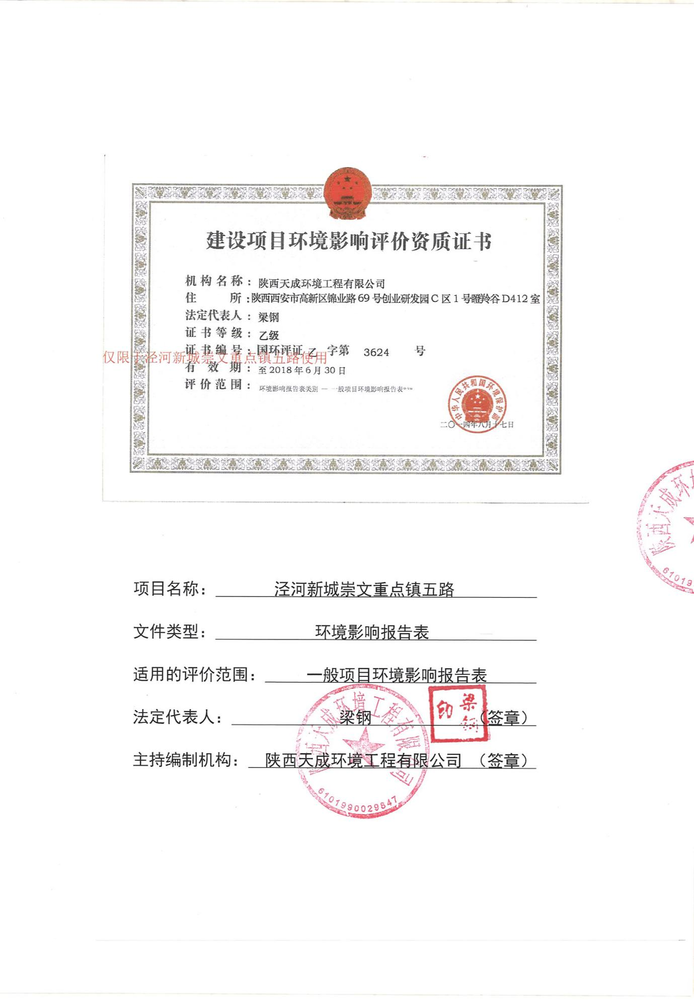 建设项目环境影响评价资质证书
机构名称：陕西天成环境工程有限公司
住所：陕西西安市高新区锦业路69号创业研发园C区1号瞪羚谷D412室
法定代表人：梁钢
证书等级：乙级
证书编号：国环评证 乙 字第 3624 号
仅限于泾河新城崇文重点镇五路使用
有效期：至2018年6月30日
评价范围：环境影响报告表类别 — 一般项目环境影响报告表***
中华人民共和国环境保护部
二〇一四年八月十七日
陕西天成环
61019
项目名称：泾河新城崇文重点镇五路
文件类型：环境影响报告表
适用的评价范围：一般项目环境影响报告表
法定代表人：梁钢（签章）
梁钢印
主持编制机构：陕西天成环境工程有限公司（签章）
陕西天成环境工程有限公司
6101990029847